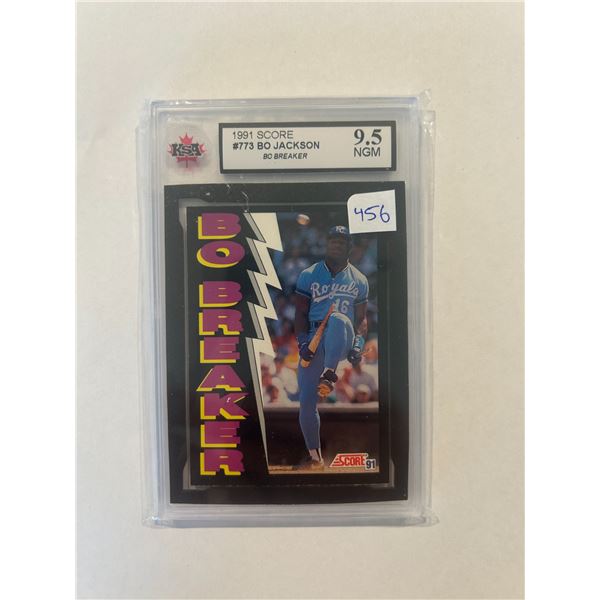 KSA
1991 SCORE
#773 BO JACKSON
BO BREAKER
9.5
NGM
456
BO BREAKER
Royals
16
SCORE
91